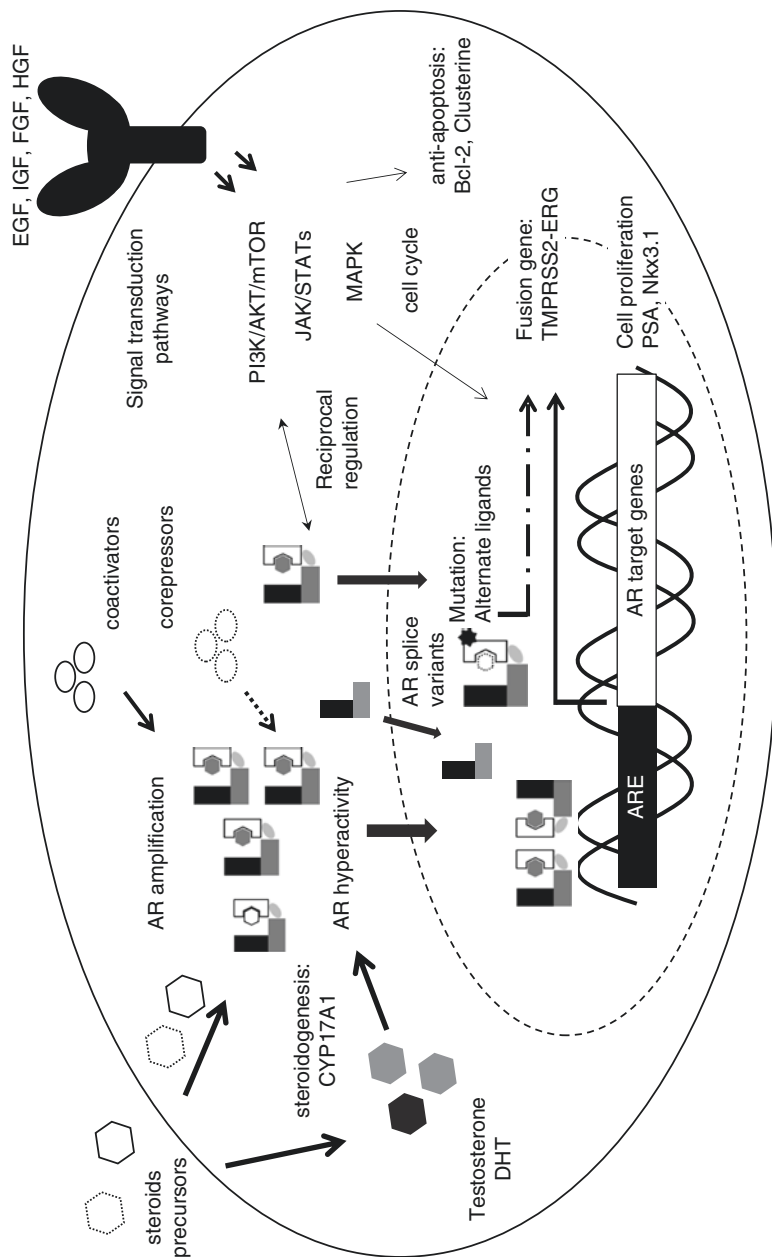 steroids
precursors
Testosterone
DHT
steroidogenesis:
CYP17A1
AR amplification
AR hyperactivity
coactivators
corepressors
AR splice
variants
Mutation:
Alternate ligands
Reciprocal
regulation
EGF, IGF, FGF, HGF
Signal transduction
pathways
PI3K/AKT/mTOR
JAK/STATs
MAPK
cell cycle
anti-apoptosis:
Bcl-2, Clusterine
Fusion gene:
TMPRSS2-ERG
Cell proliferation
PSA, Nkx3.1
ARE
AR target genes